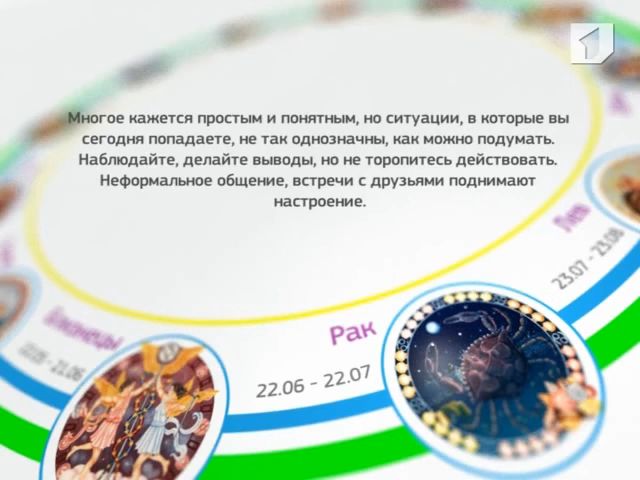 Многое кажется простым и понятным, но ситуации, в которые вы
сегодня попадаете, не так однозначны, как можно подумать.
Наблюдайте, делайте выводы, но не торопитесь действовать.
Неформальное общение, встречи с друзьями поднимают
настроение.
Лев
23.07 - 23.08
Рак
22.06 - 22.07
Близнецы